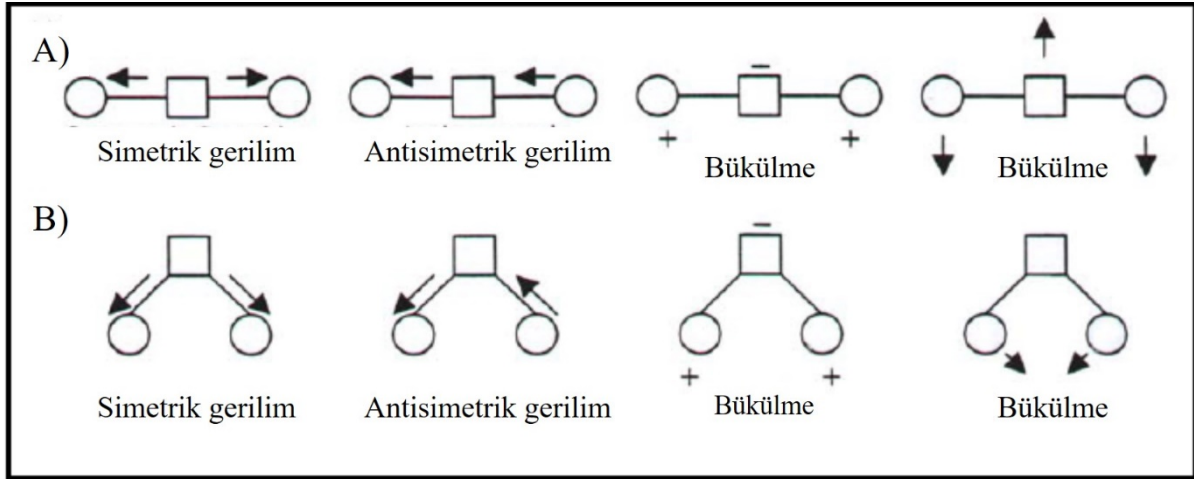 A)
− + +
Simetrik gerilim Antisimetrik gerilim Bükülme Bükülme
B)
− + +
Simetrik gerilim Antisimetrik gerilim Bükülme Bükülme